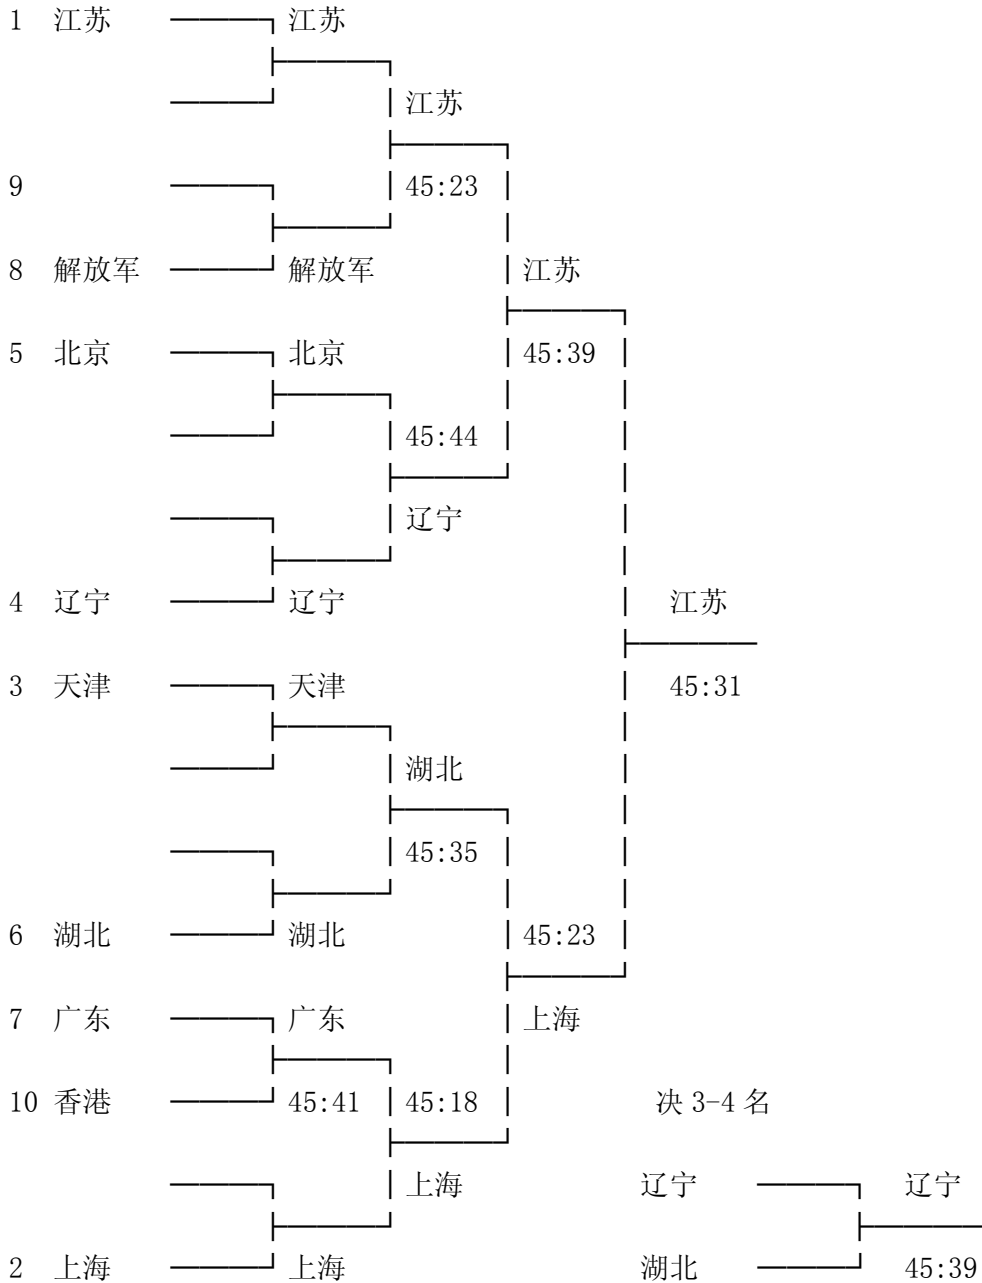 1 江苏 江苏
江苏
9 45:23
8 解放军 解放军 江苏
5 北京 北京 45:39
45:44
辽宁
4 辽宁 辽宁 江苏
3 天津 天津 45:31
湖北
45:35
6 湖北 湖北 45:23
7 广东 广东 上海
10 香港 45:41 45:18 决 3-4 名
上海 辽宁 辽宁
2 上海 上海 湖北 45:39